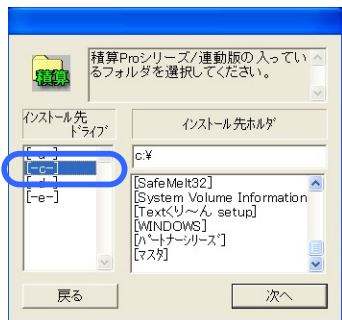 積算
積算Proシリーズ/連動版の入ってい
るフォルダを選択してください。
インストール先
ﾄﾞﾗｲﾌﾞ
インストール先ﾎﾙﾀﾞ
[-c-]
[-e-]
c:¥
[SafeMelt32]
[System Volume Information
[Textくり～ん setup]
[WINDOWS]
[ﾊﾟｰﾄﾅｰｼﾘｰｽﾞ]
[マスタ]
戻る
次へ